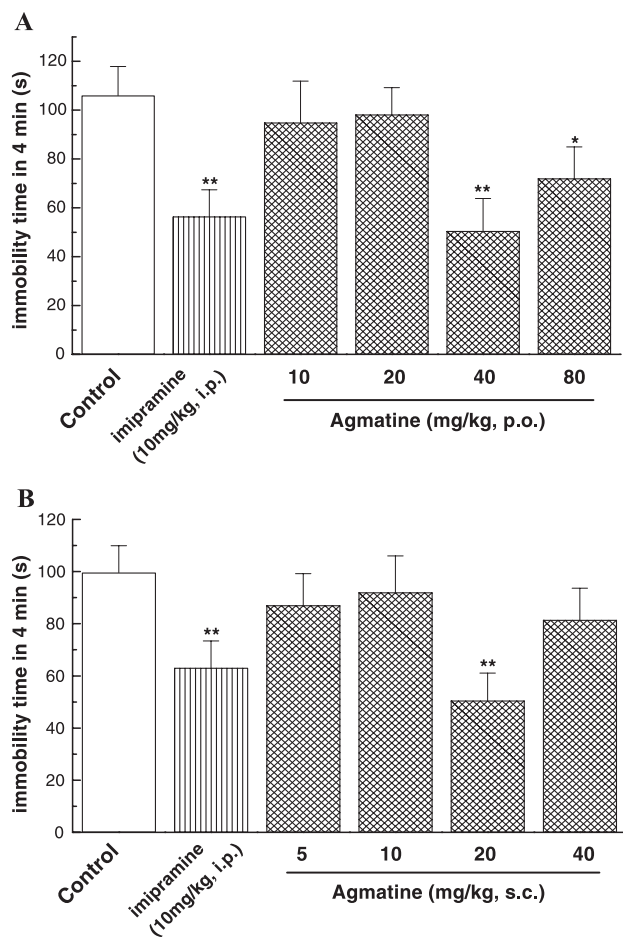 A
immobility time in 4 min (s)
120
100
80
60
40
20
0
**
**
*
Control
imipramine
(10mg/kg, i.p.)
10 20 40 80
Agmatine (mg/kg, p.o.)
B
immobility time in 4 min (s)
120
100
80
60
40
20
0
**
**
Control
imipramine
(10mg/kg, i.p.)
5 10 20 40
Agmatine (mg/kg, s.c.)